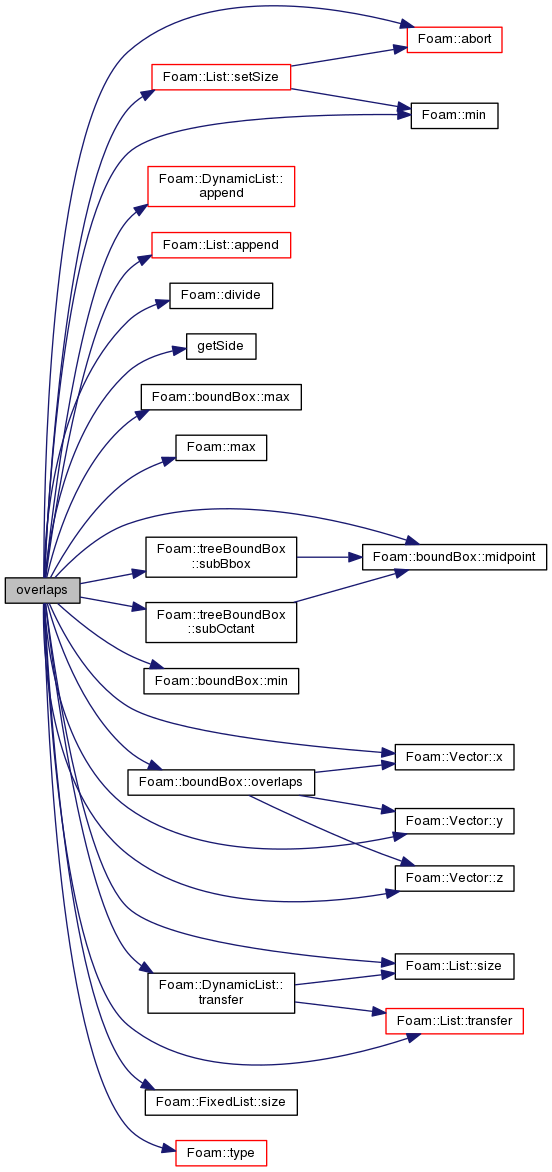 Foam::abort
Foam::List::setSize
Foam::min
Foam::DynamicList::
append
Foam::List::append
Foam::divide
getSide
Foam::boundBox::max
Foam::max
Foam::treeBoundBox
::subBbox
Foam::boundBox::midpoint
overlaps
Foam::treeBoundBox
::subOctant
Foam::boundBox::min
Foam::Vector::x
Foam::boundBox::overlaps
Foam::Vector::y
Foam::Vector::z
Foam::List::size
Foam::DynamicList::
transfer
Foam::List::transfer
Foam::FixedList::size
Foam::type